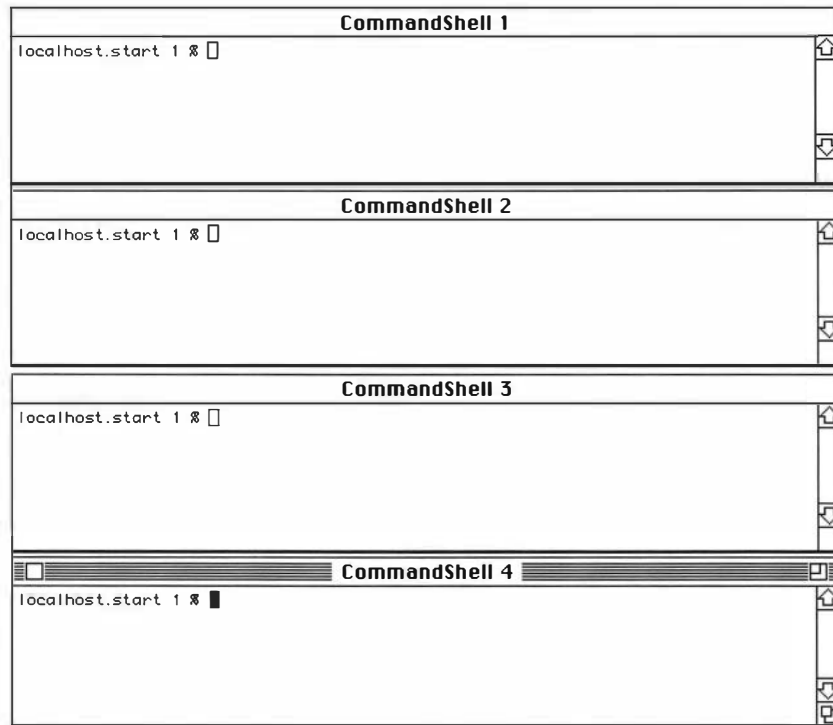 CommandShell 1
localhost.start 1 %
CommandShell 2
localhost.start 1 %
CommandShell 3
localhost.start 1 %
CommandShell 4
localhost.start 1 %